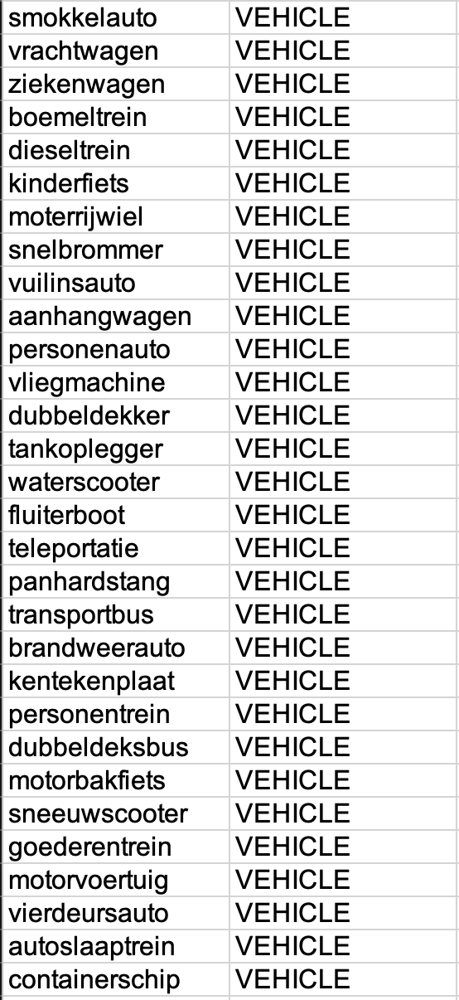 smokkelauto VEHICLE
vrachtwagen VEHICLE
ziekenwagen VEHICLE
boemeltrein VEHICLE
dieseltrein VEHICLE
kinderfiets VEHICLE
moterrijwiel VEHICLE
snelbrommer VEHICLE
vuilinsauto VEHICLE
aanhangwagen VEHICLE
personenauto VEHICLE
vliegmachine VEHICLE
dubbeldekker VEHICLE
tankoplegger VEHICLE
waterscooter VEHICLE
fluiterboot VEHICLE
teleportatie VEHICLE
panhardstang VEHICLE
transportbus VEHICLE
brandweerauto VEHICLE
kentekenplaat VEHICLE
personentrein VEHICLE
dubbeldeksbus VEHICLE
motorbakfiets VEHICLE
sneeuwscooter VEHICLE
goederentrein VEHICLE
motorvoertuig VEHICLE
vierdeursauto VEHICLE
autoslaaptrein VEHICLE
containerschip VEHICLE